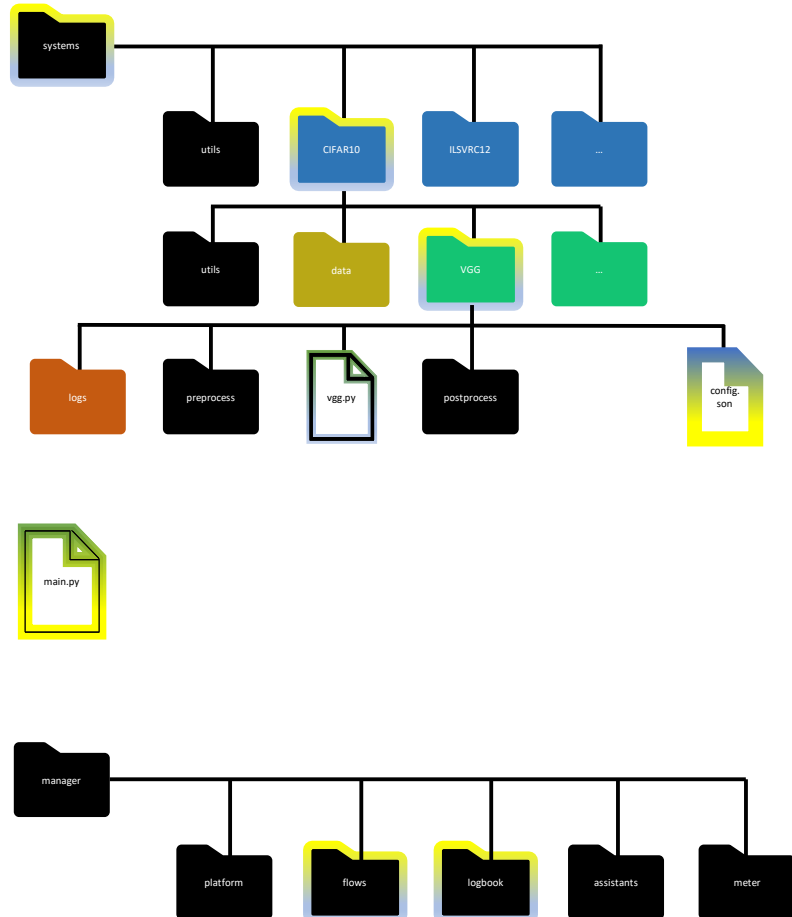 systems
utils
CIFAR10
ILSVRC12
...
utils
data
VGG
...
logs
preprocess
vgg.py
postprocess
config.
son
main.py
manager
platform
flows
logbook
assistants
meter